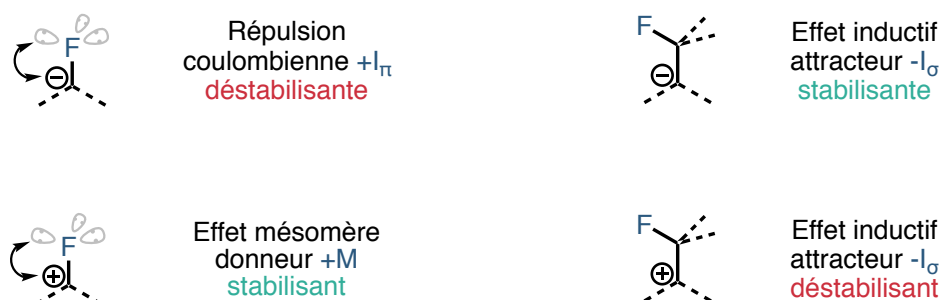 F
⊖
Répulsion
coulombienne +Iπ
déstabilisante
F
⊖
Effet inductif
attracteur -Iσ
stabilisante
F
⊕
Effet mésomère
donneur +M
stabilisant
F
⊕
Effet inductif
attracteur -Iσ
déstabilisant